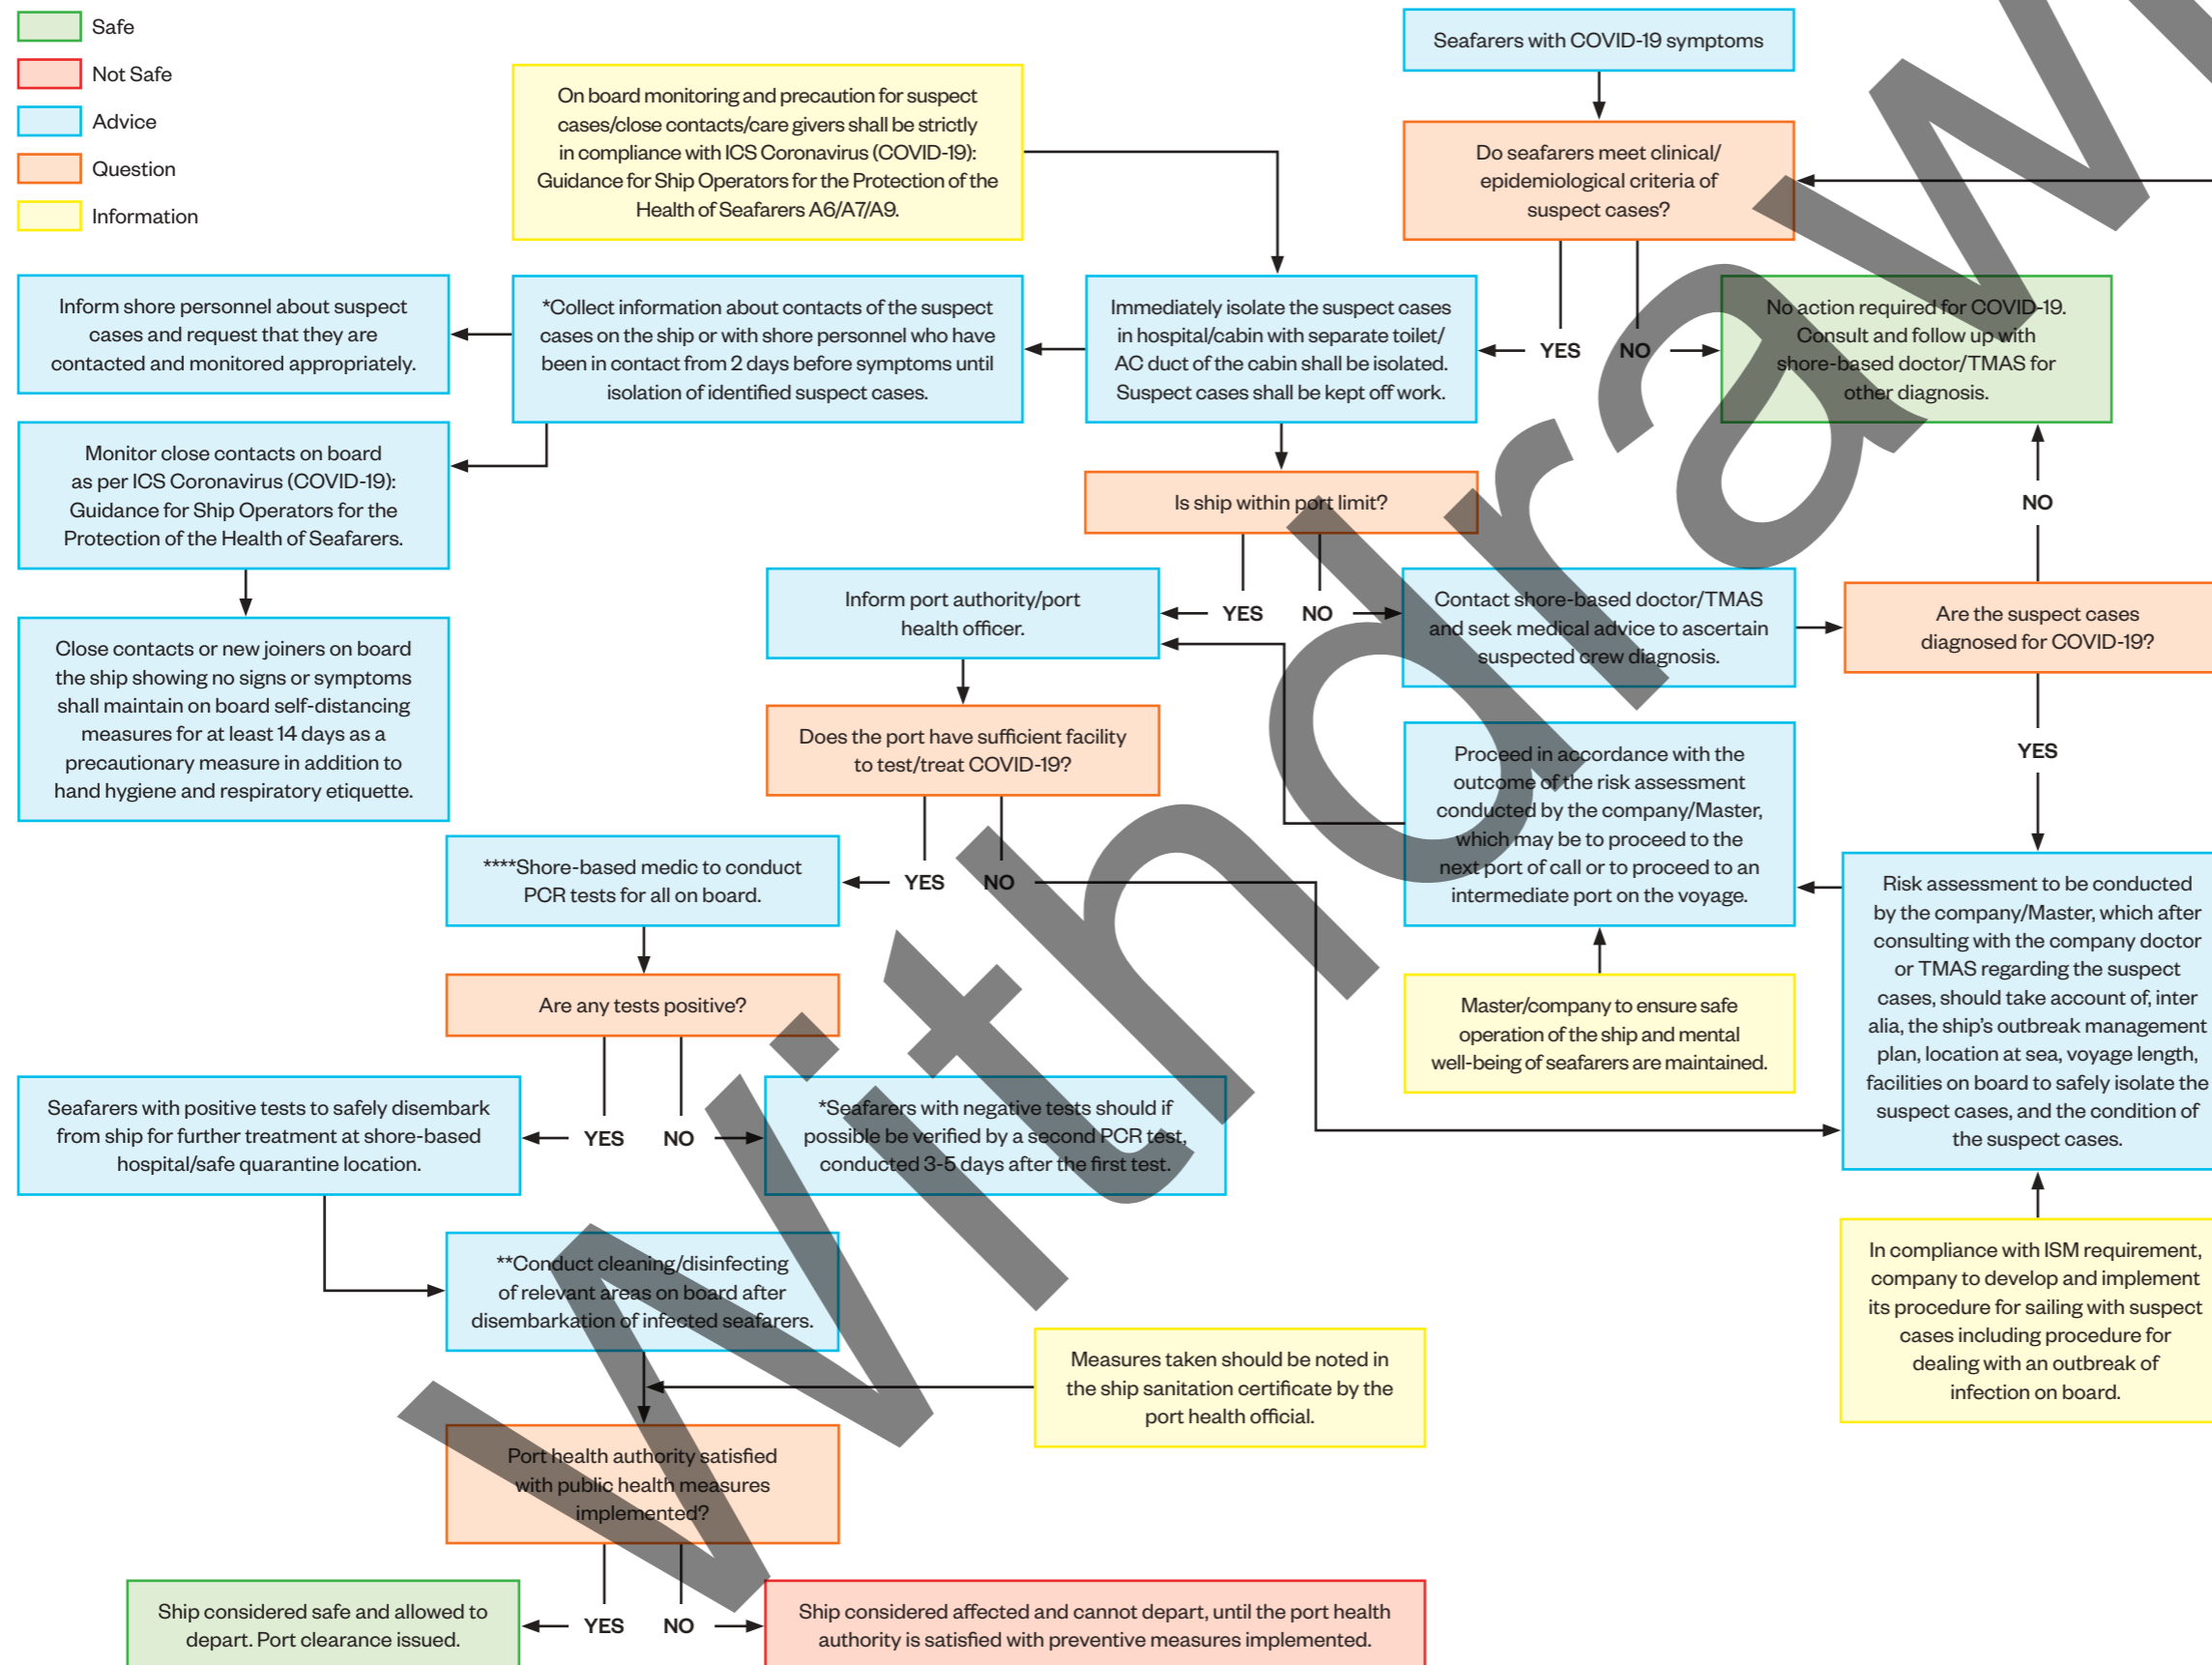 Safe
Not Safe
Advice
Question
Information
Seafarers with COVID-19 symptoms
On board monitoring and precaution for suspect
cases/close contacts/care givers shall be strictly
in compliance with ICS Coronavirus (COVID-19):
Guidance for Ship Operators for the Protection of the
Health of Seafarers A6/A7/A9.
Do seafarers meet clinical/
epidemiological criteria of
suspect cases?
Inform shore personnel about suspect
cases and request that they are
contacted and monitored appropriately.
*Collect information about contacts of the suspect
cases on the ship or with shore personnel who have
been in contact from 2 days before symptoms until
isolation of identified suspect cases.
Immediately isolate the suspect cases
in hospital/cabin with separate toilet/
AC duct of the cabin shall be isolated.
Suspect cases shall be kept off work.
YES
NO
No action required for COVID-19.
Consult and follow up with
shore-based doctor/TMAS for
other diagnosis.
Monitor close contacts on board
as per ICS Coronavirus (COVID-19):
Guidance for Ship Operators for the
Protection of the Health of Seafarers.
Is ship within port limit?
NO
Close contacts or new joiners on board
the ship showing no signs or symptoms
shall maintain on board self-distancing
measures for at least 14 days as a
precautionary measure in addition to
hand hygiene and respiratory etiquette.
Inform port authority/port
health officer.
YES
NO
Contact shore-based doctor/TMAS
and seek medical advice to ascertain
suspected crew diagnosis.
Are the suspect cases
diagnosed for COVID-19?
YES
Does the port have sufficient facility
to test/treat COVID-19?
Proceed in accordance with the
outcome of the risk assessment
conducted by the company/Master,
which may be to proceed to the
next port of call or to proceed to an
intermediate port on the voyage.
****Shore-based medic to conduct
PCR tests for all on board.
YES
NO
Risk assessment to be conducted
by the company/Master, which after
consulting with the company doctor
or TMAS regarding the suspect
cases, should take account of, inter
alia, the ship's outbreak management
plan, location at sea, voyage length,
facilities on board to safely isolate the
suspect cases, and the condition of
the suspect cases.
Are any tests positive?
Master/company to ensure safe
operation of the ship and mental
well-being of seafarers are maintained.
Seafarers with positive tests to safely disembark
from ship for further treatment at shore-based
hospital/safe quarantine location.
YES
NO
*Seafarers with negative tests should if
possible be verified by a second PCR test,
conducted 3-5 days after the first test.
**Conduct cleaning/disinfecting
of relevant areas on board after
disembarkation of infected seafarers.
In compliance with ISM requirement,
company to develop and implement
its procedure for sailing with suspect
cases including procedure for
dealing with an outbreak of
infection on board.
Measures taken should be noted in
the ship sanitation certificate by the
port health official.
Port health authority satisfied
with public health measures
implemented?
Ship considered safe and allowed to
depart. Port clearance issued.
YES
NO
Ship considered affected and cannot depart, until the port health
authority is satisfied with preventive measures implemented.
Withdraw